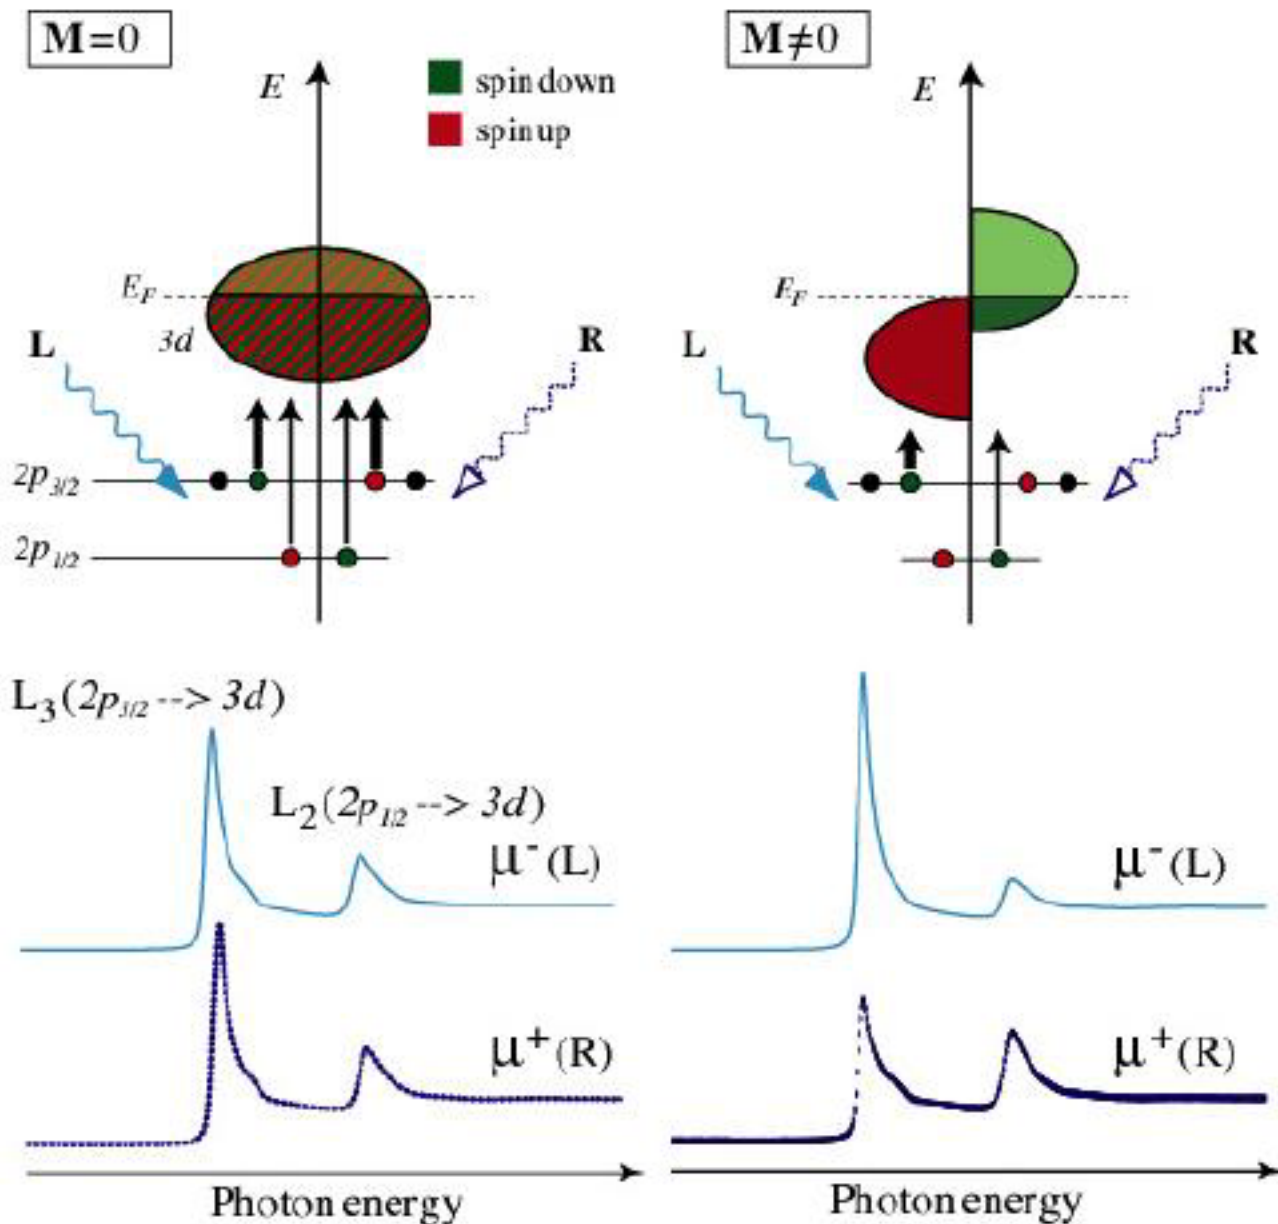 M=0
E
spin down
spin up
E_F
3d
L
R
2p_3/2
2p_1/2
M≠0
E
E_F
L
R
L_3(2p_3/2 --> 3d)
L_2(2p_1/2 --> 3d)
μ^-(L)
μ^+(R)
Photon energy
μ^-(L)
μ^+(R)
Photon energy